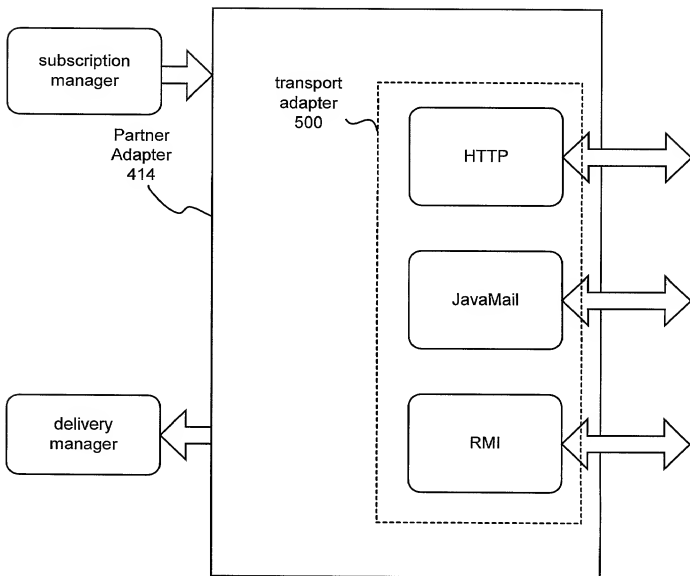 subscription
manager
transport
adapter
500
Partner
Adapter
414
HTTP
JavaMail
delivery
manager
RMI